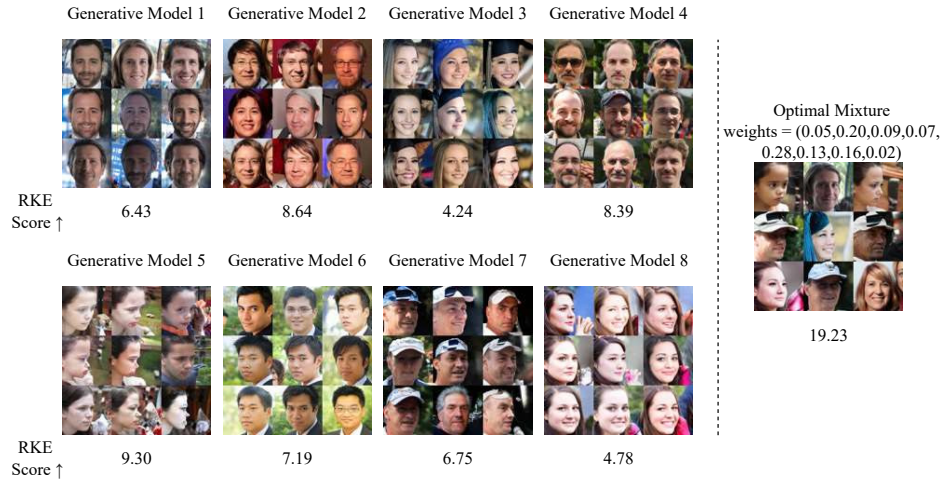 Generative Model 1 Generative Model 2 Generative Model 3 Generative Model 4
RKE
Score ↑
6.43 8.64 4.24 8.39
Generative Model 5 Generative Model 6 Generative Model 7 Generative Model 8
RKE
Score ↑
9.30 7.19 6.75 4.78
Optimal Mixture
weights = (0.05,0.20,0.09,0.07,
0.28,0.13,0.16,0.02)
19.23